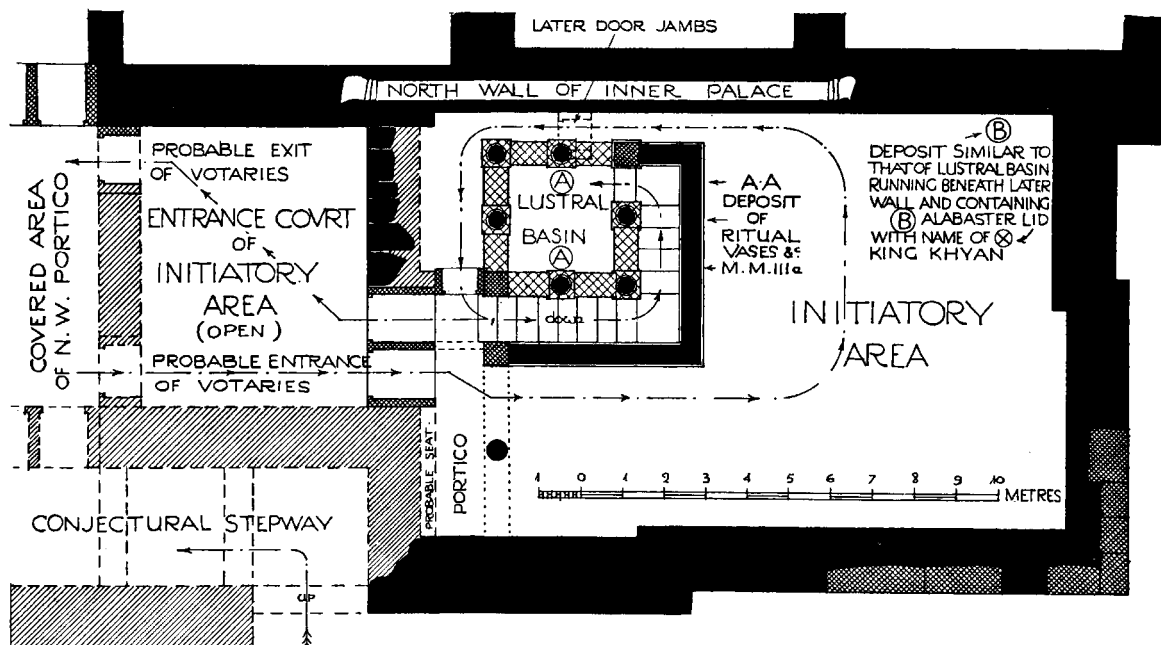 LATER DOOR JAMBS
NORTH WALL OF INNER PALACE
PROBABLE EXIT
OF VOTARIES
ENTRANCE COVRT
OF
INITIATORY
AREA
(OPEN)
PROBABLE ENTRANCE
OF VOTARIES
COVERED AREA
OF N.W. PORTICO
A
LUSTRAL
BASIN
A
down
A·A
DEPOSIT
OF
RITUAL
VASES &c
M.M.IIIa
B
DEPOSIT SIMILAR TO
THAT OF LUSTRAL BASIN
RUNNING BENEATH LATER
WALL AND CONTAINING
B ALABASTER LID
WITH NAME OF
KING KHYAN
INITIATORY
AREA
PROBABLE SEAT
PORTICO
1 0 1 2 3 4 5 6 7 8 9 10 METRES
CONJECTURAL STEPWAY
UP